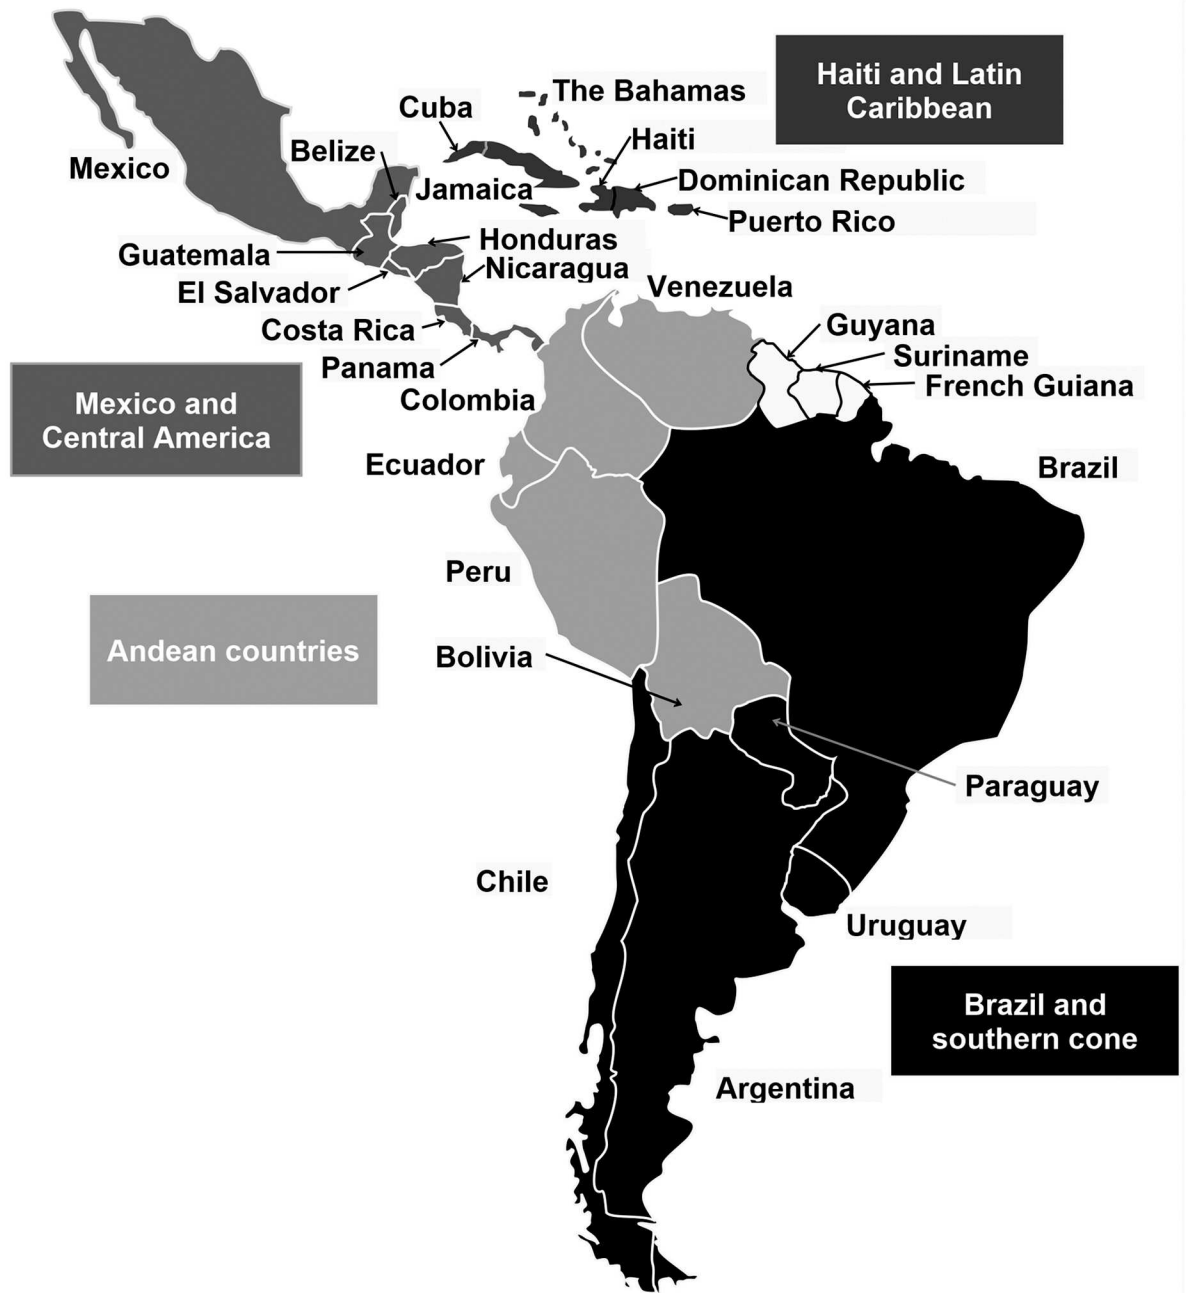 Haiti and Latin
Caribbean
The Bahamas
Cuba
Haiti
Belize
Mexico
Jamaica
Dominican Republic
Puerto Rico
Honduras
Guatemala
Nicaragua
El Salvador
Venezuela
Costa Rica
Guyana
Panama
Suriname
French Guiana
Colombia
Mexico and
Central America
Ecuador
Brazil
Peru
Andean countries
Bolivia
Paraguay
Chile
Uruguay
Brazil and
southern cone
Argentina